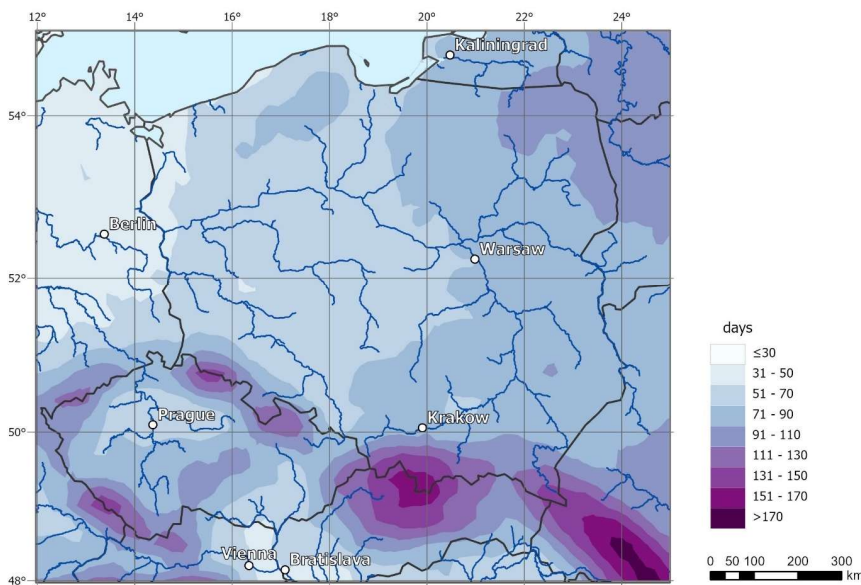 12° 14° 16° 18° 20° 22° 24°
Kaliningrad
54°
Berlin
Warsaw
52°
Prague
Krakow
50°
Vienna
Bratislava
48°
days
≤30
31 - 50
51 - 70
71 - 90
91 - 110
111 - 130
131 - 150
151 - 170
>170
0 50 100 200 300
km